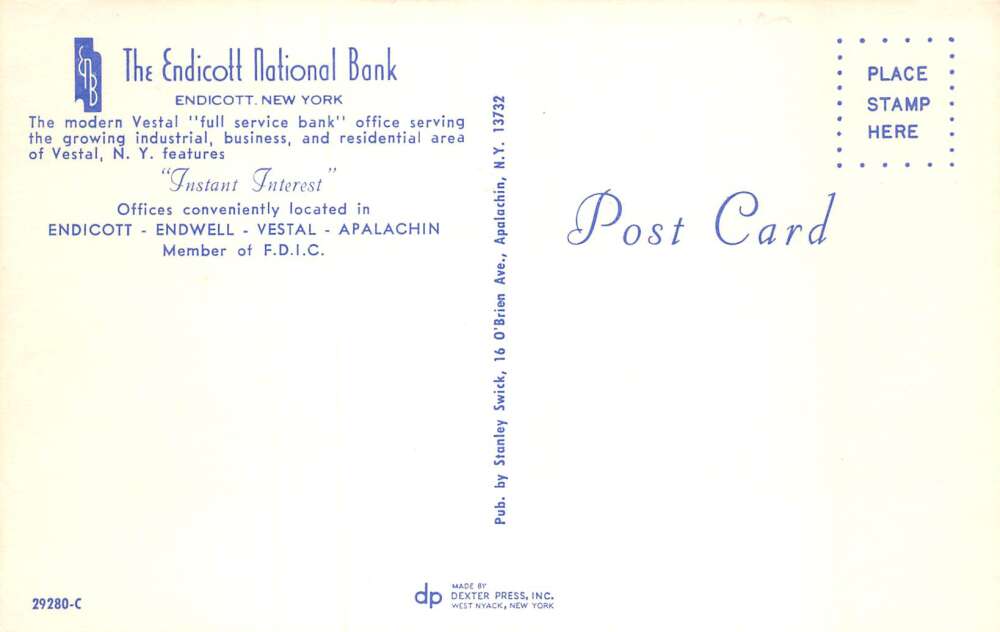 ENB
The Endicott National Bank
ENDICOTT, NEW YORK
The modern Vestal "full service bank" office serving
the growing industrial, business, and residential area
of Vestal, N. Y. features
"Instant Interest"
Offices conveniently located in
ENDICOTT - ENDWELL - VESTAL - APALACHIN
Member of F.D.I.C.
29280-C
Pub. by Stanley Swick, 16 O'Brien Ave., Apalachin, N.Y. 13732
dp
MADE BY
DEXTER PRESS, INC.
WEST NYACK, NEW YORK
PLACE
STAMP
HERE
Post Card